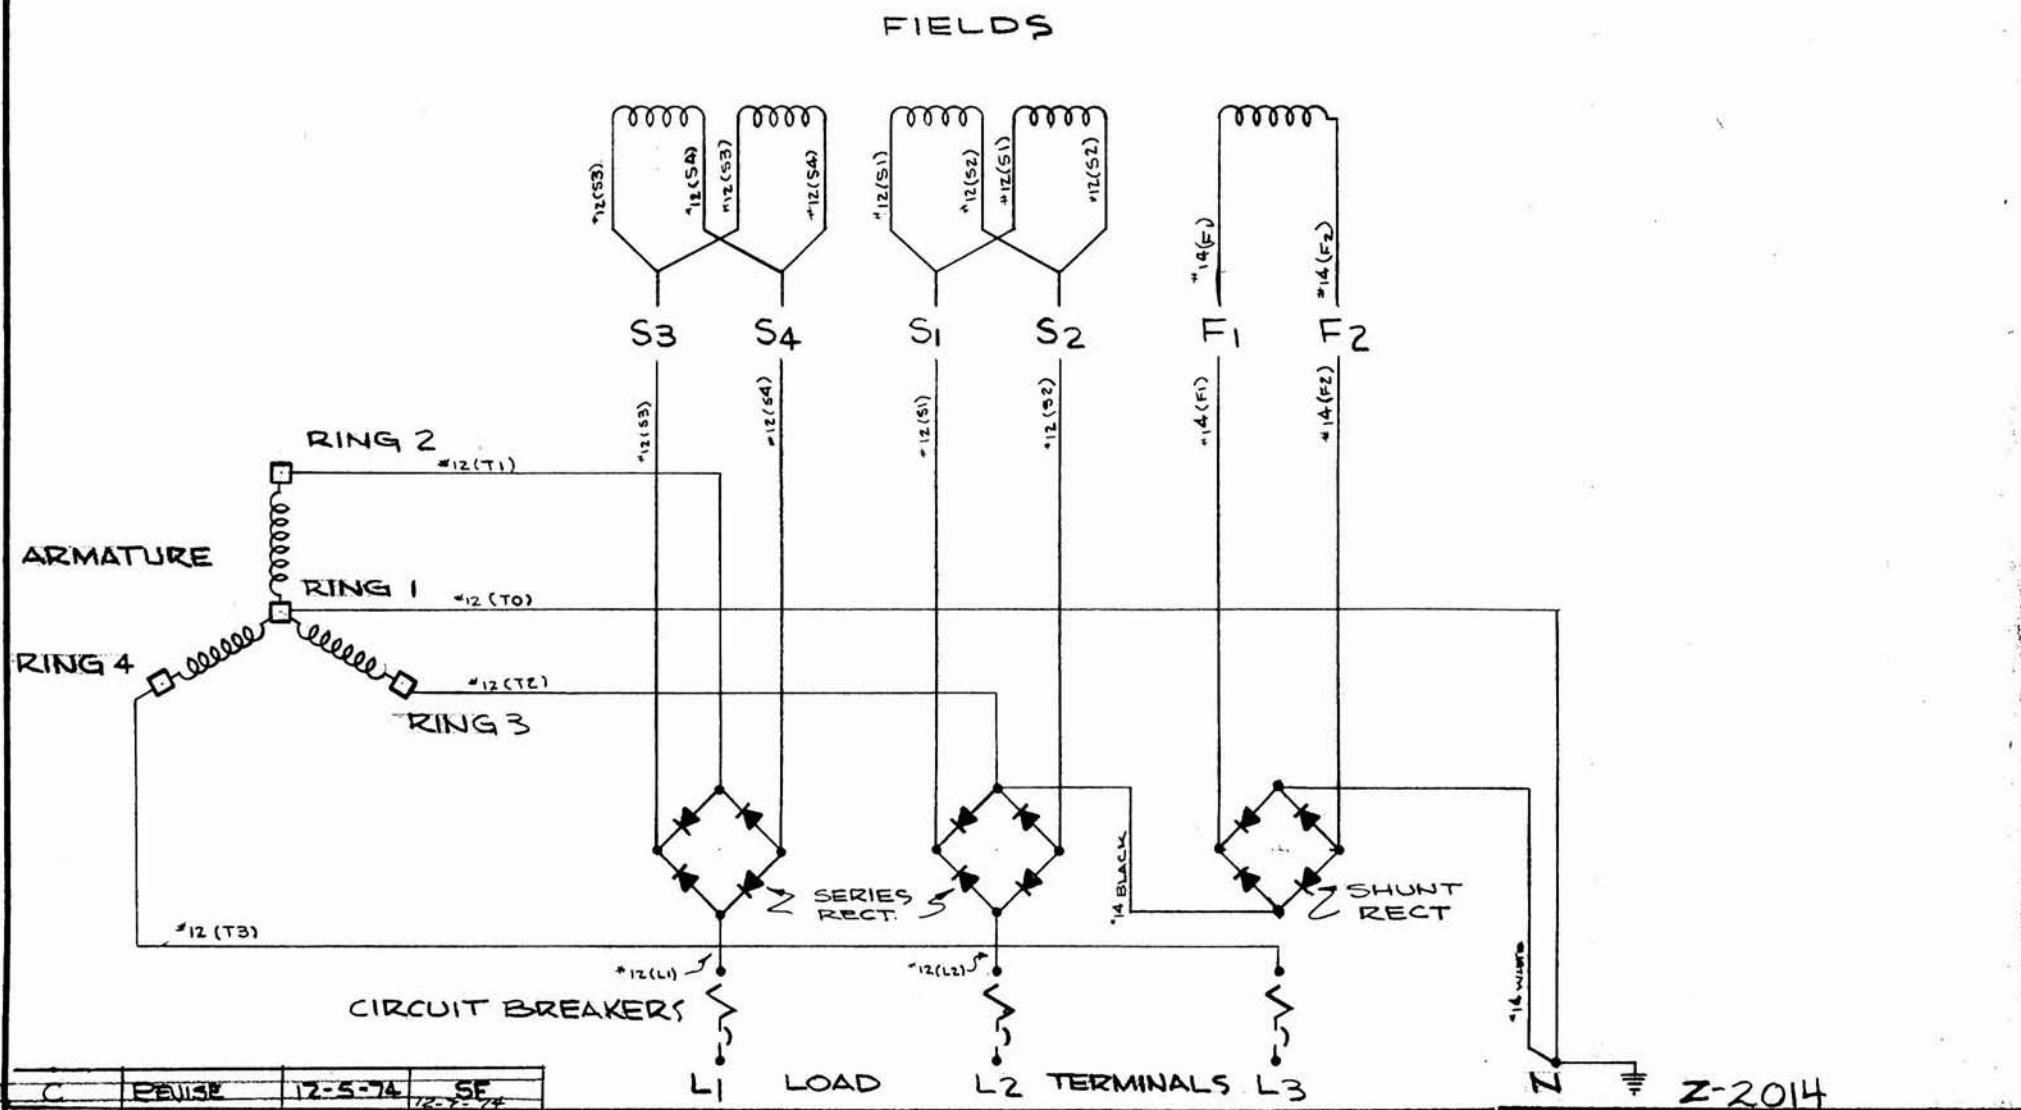 FIELDS
#12(S3)
#12(S4)
#12(S3)
#12(S4)
#12(S1)
#12(S2)
#12(S1)
#12(S2)
#14(F1)
#14(F2)
S3 S4 S1 S2 F1 F2
#12(S3)
#12(S4)
#12(S1)
#12(S2)
#14(F1)
#14(F2)
RING 2
#12(T1)
ARMATURE
RING 1
#12(T0)
RING 4
#12(T2)
RING 3
#14 BLACK
SERIES
RECT.
SHUNT
RECT
#12(T3)
#12(L1)
#12(L2)
#14 WHITE
CIRCUIT BREAKERS
L1 LOAD L2 TERMINALS L3 N
C REVISE 12-5-74 SF
12-5-74
Z-2014